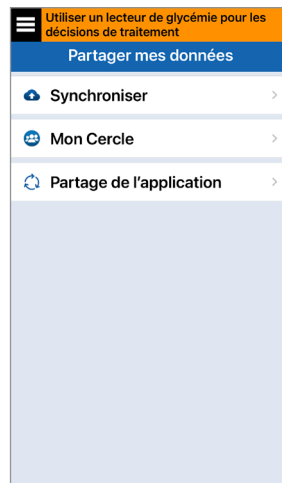 Utiliser un lecteur de glycémie pour les
décisions de traitement
Partager mes données
Synchroniser
Mon Cercle
Partage de l’application